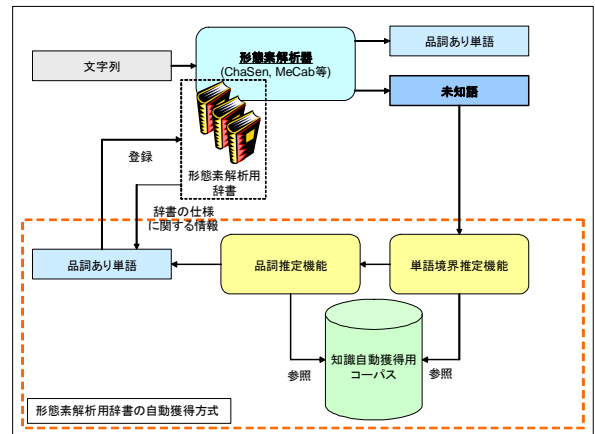 形態素解析器
(ChaSen, MeCab等)
品詞あり単語
文字列
未知語
登録
形態素解析用
辞書
辞書の仕様
に関する情報
品詞あり単語
品詞推定機能
単語境界推定機能
知識自動獲得用
コーパス
参照
参照
形態素解析用辞書の自動獲得方式